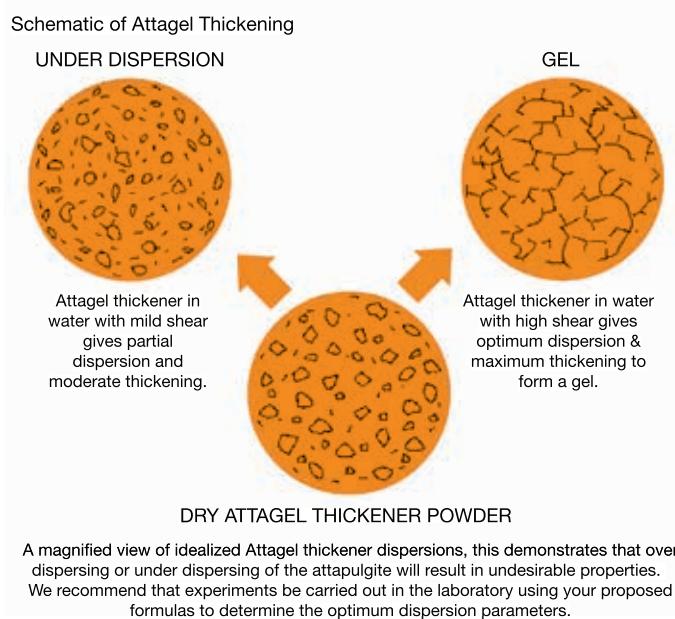 Schematic of Attagel Thickening
UNDER DISPERSION
GEL
Attagel thickener in
water with mild shear
gives partial
dispersion and
moderate thickening.
Attagel thickener in water
with high shear gives
optimum dispersion &
maximum thickening to
form a gel.
DRY ATTAGEL THICKENER POWDER
A magnified view of idealized Attagel thickener dispersions, this demonstrates that over
dispersing or under dispersing of the attapulgite will result in undesirable properties.
We recommend that experiments be carried out in the laboratory using your proposed
formulas to determine the optimum dispersion parameters.